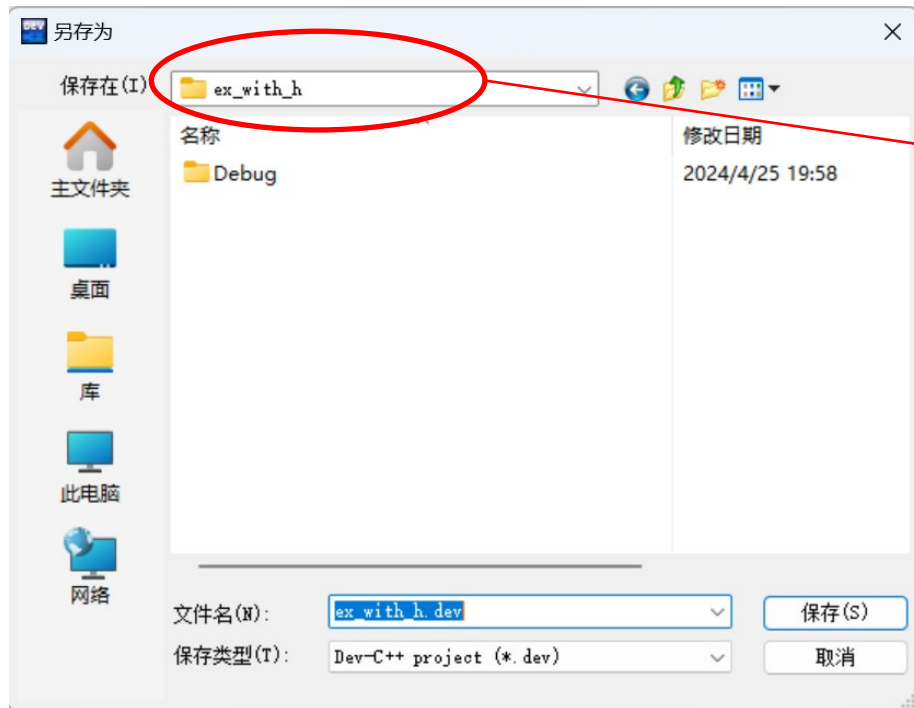 DEV
另存为
保存在(I)
ex_with_h
名称
修改日期
Debug
2024/4/25 19:58
主文件夹
桌面
库
此电脑
网络
文件名(N):
ex_with_h.dev
保存(S)
保存类型(T):
Dev-C++ project (*.dev)
取消